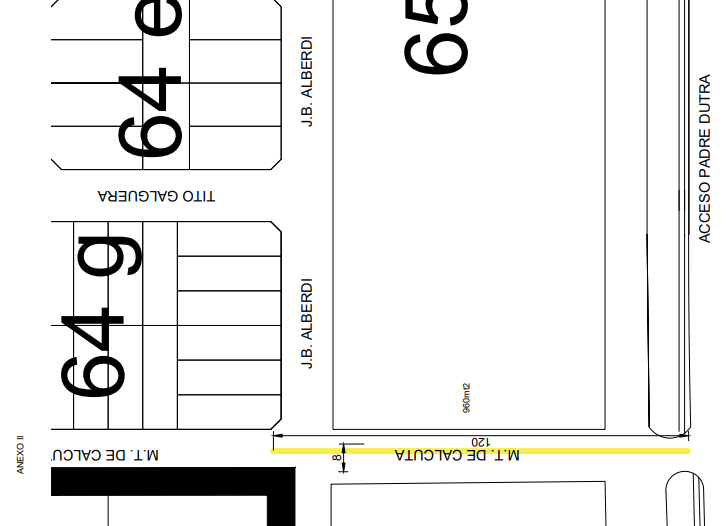 64 e
J.B. ALBERDI
65
ACCESO PADRE DUTRA
TITO GALGUERA
64 g
J.B. ALBERDI
960mt2
120
ANEXO II
M.T. DE CALCU
8
M.T. DE CALCUTA